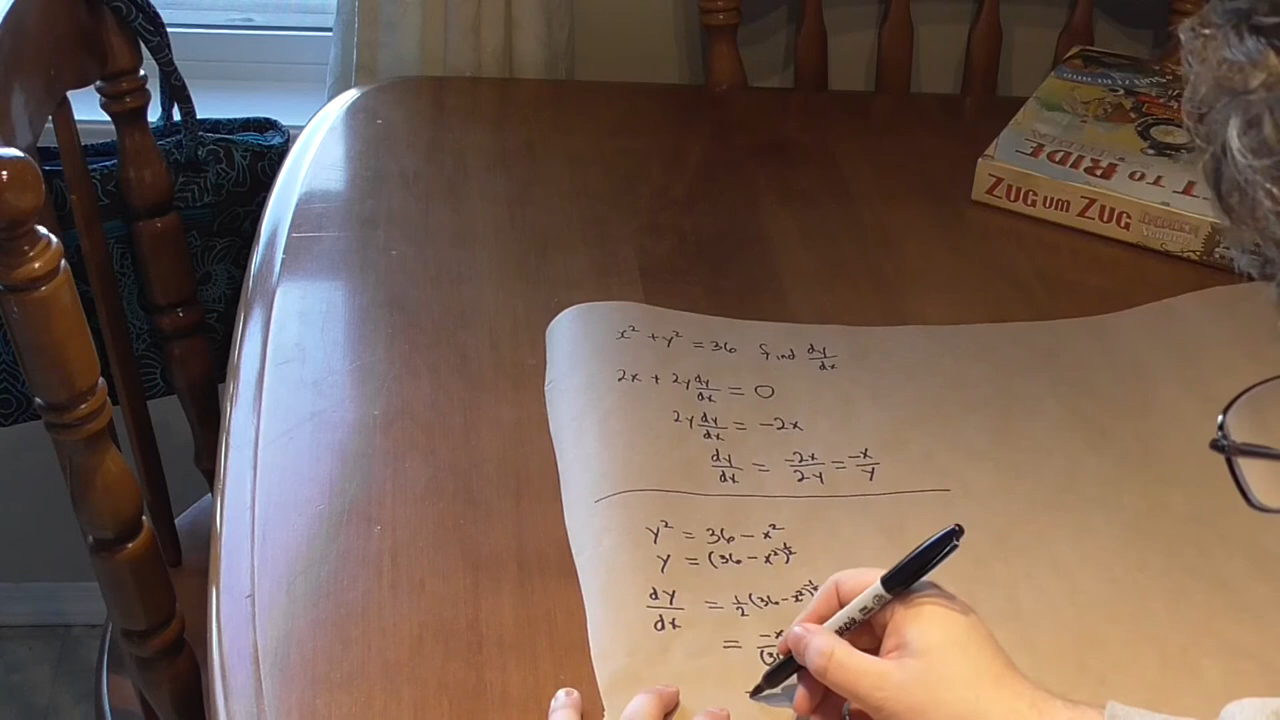 T TO RIDE
ZUG UM ZUG
x² + y² = 36 find dy/dx
2x + 2y dy/dx = 0
2y dy/dx = -2x
dy/dx = -2x/2y = -x/y
y² = 36 - x²
y = (36 - x²)^½
dy/dx = ½(36 - x²)
= -x